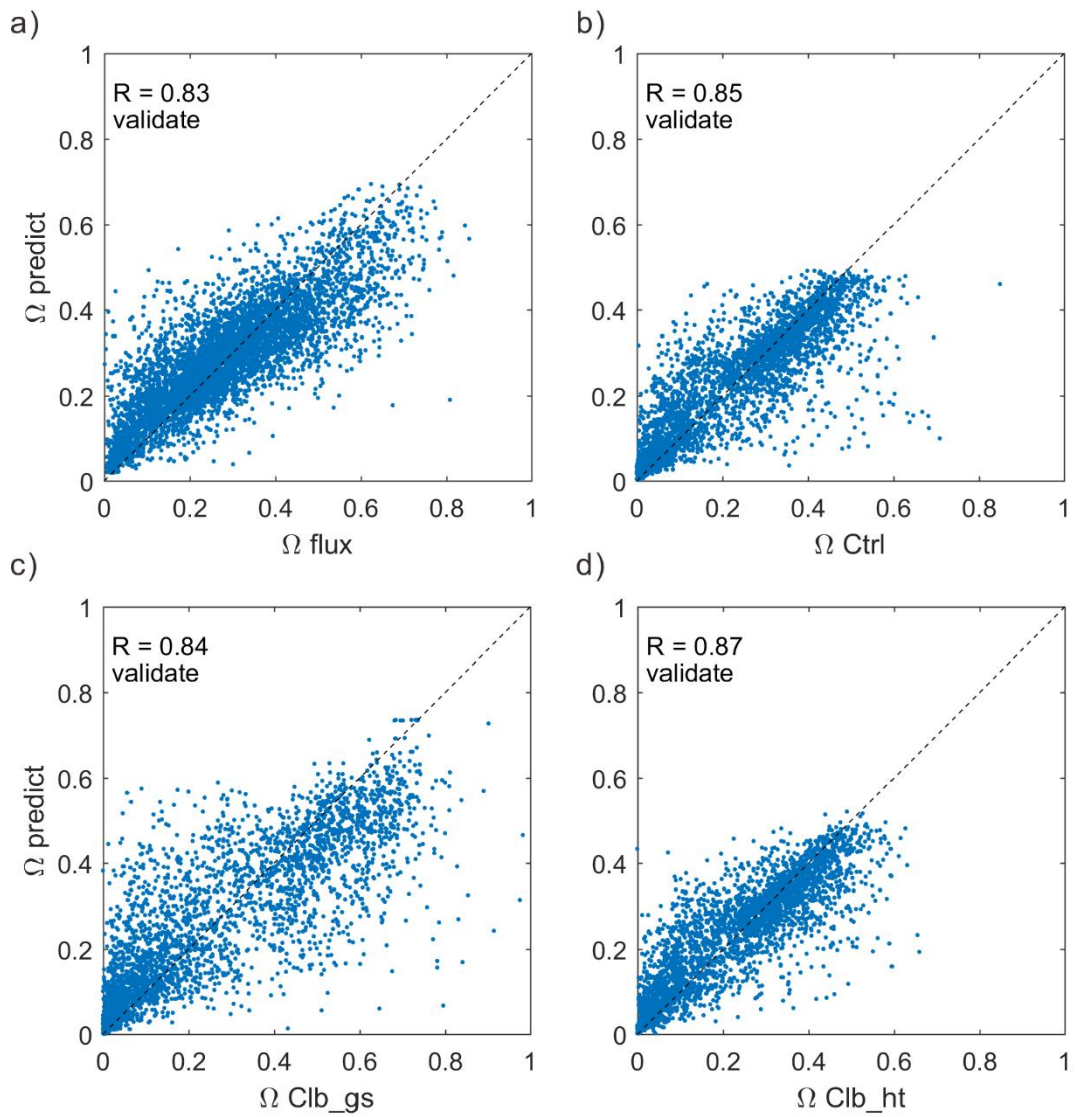 a)
1
0.8
0.6
0.4
0.2
0
R = 0.83
validate
Ω predict
0 0.2 0.4 0.6 0.8 1
Ω flux
b)
1
0.8
0.6
0.4
0.2
0
R = 0.85
validate
0 0.2 0.4 0.6 0.8 1
Ω Ctrl
c)
1
0.8
0.6
0.4
0.2
0
R = 0.84
validate
Ω predict
0 0.2 0.4 0.6 0.8 1
Ω Clb_gs
d)
1
0.8
0.6
0.4
0.2
0
R = 0.87
validate
0 0.2 0.4 0.6 0.8 1
Ω Clb_ht